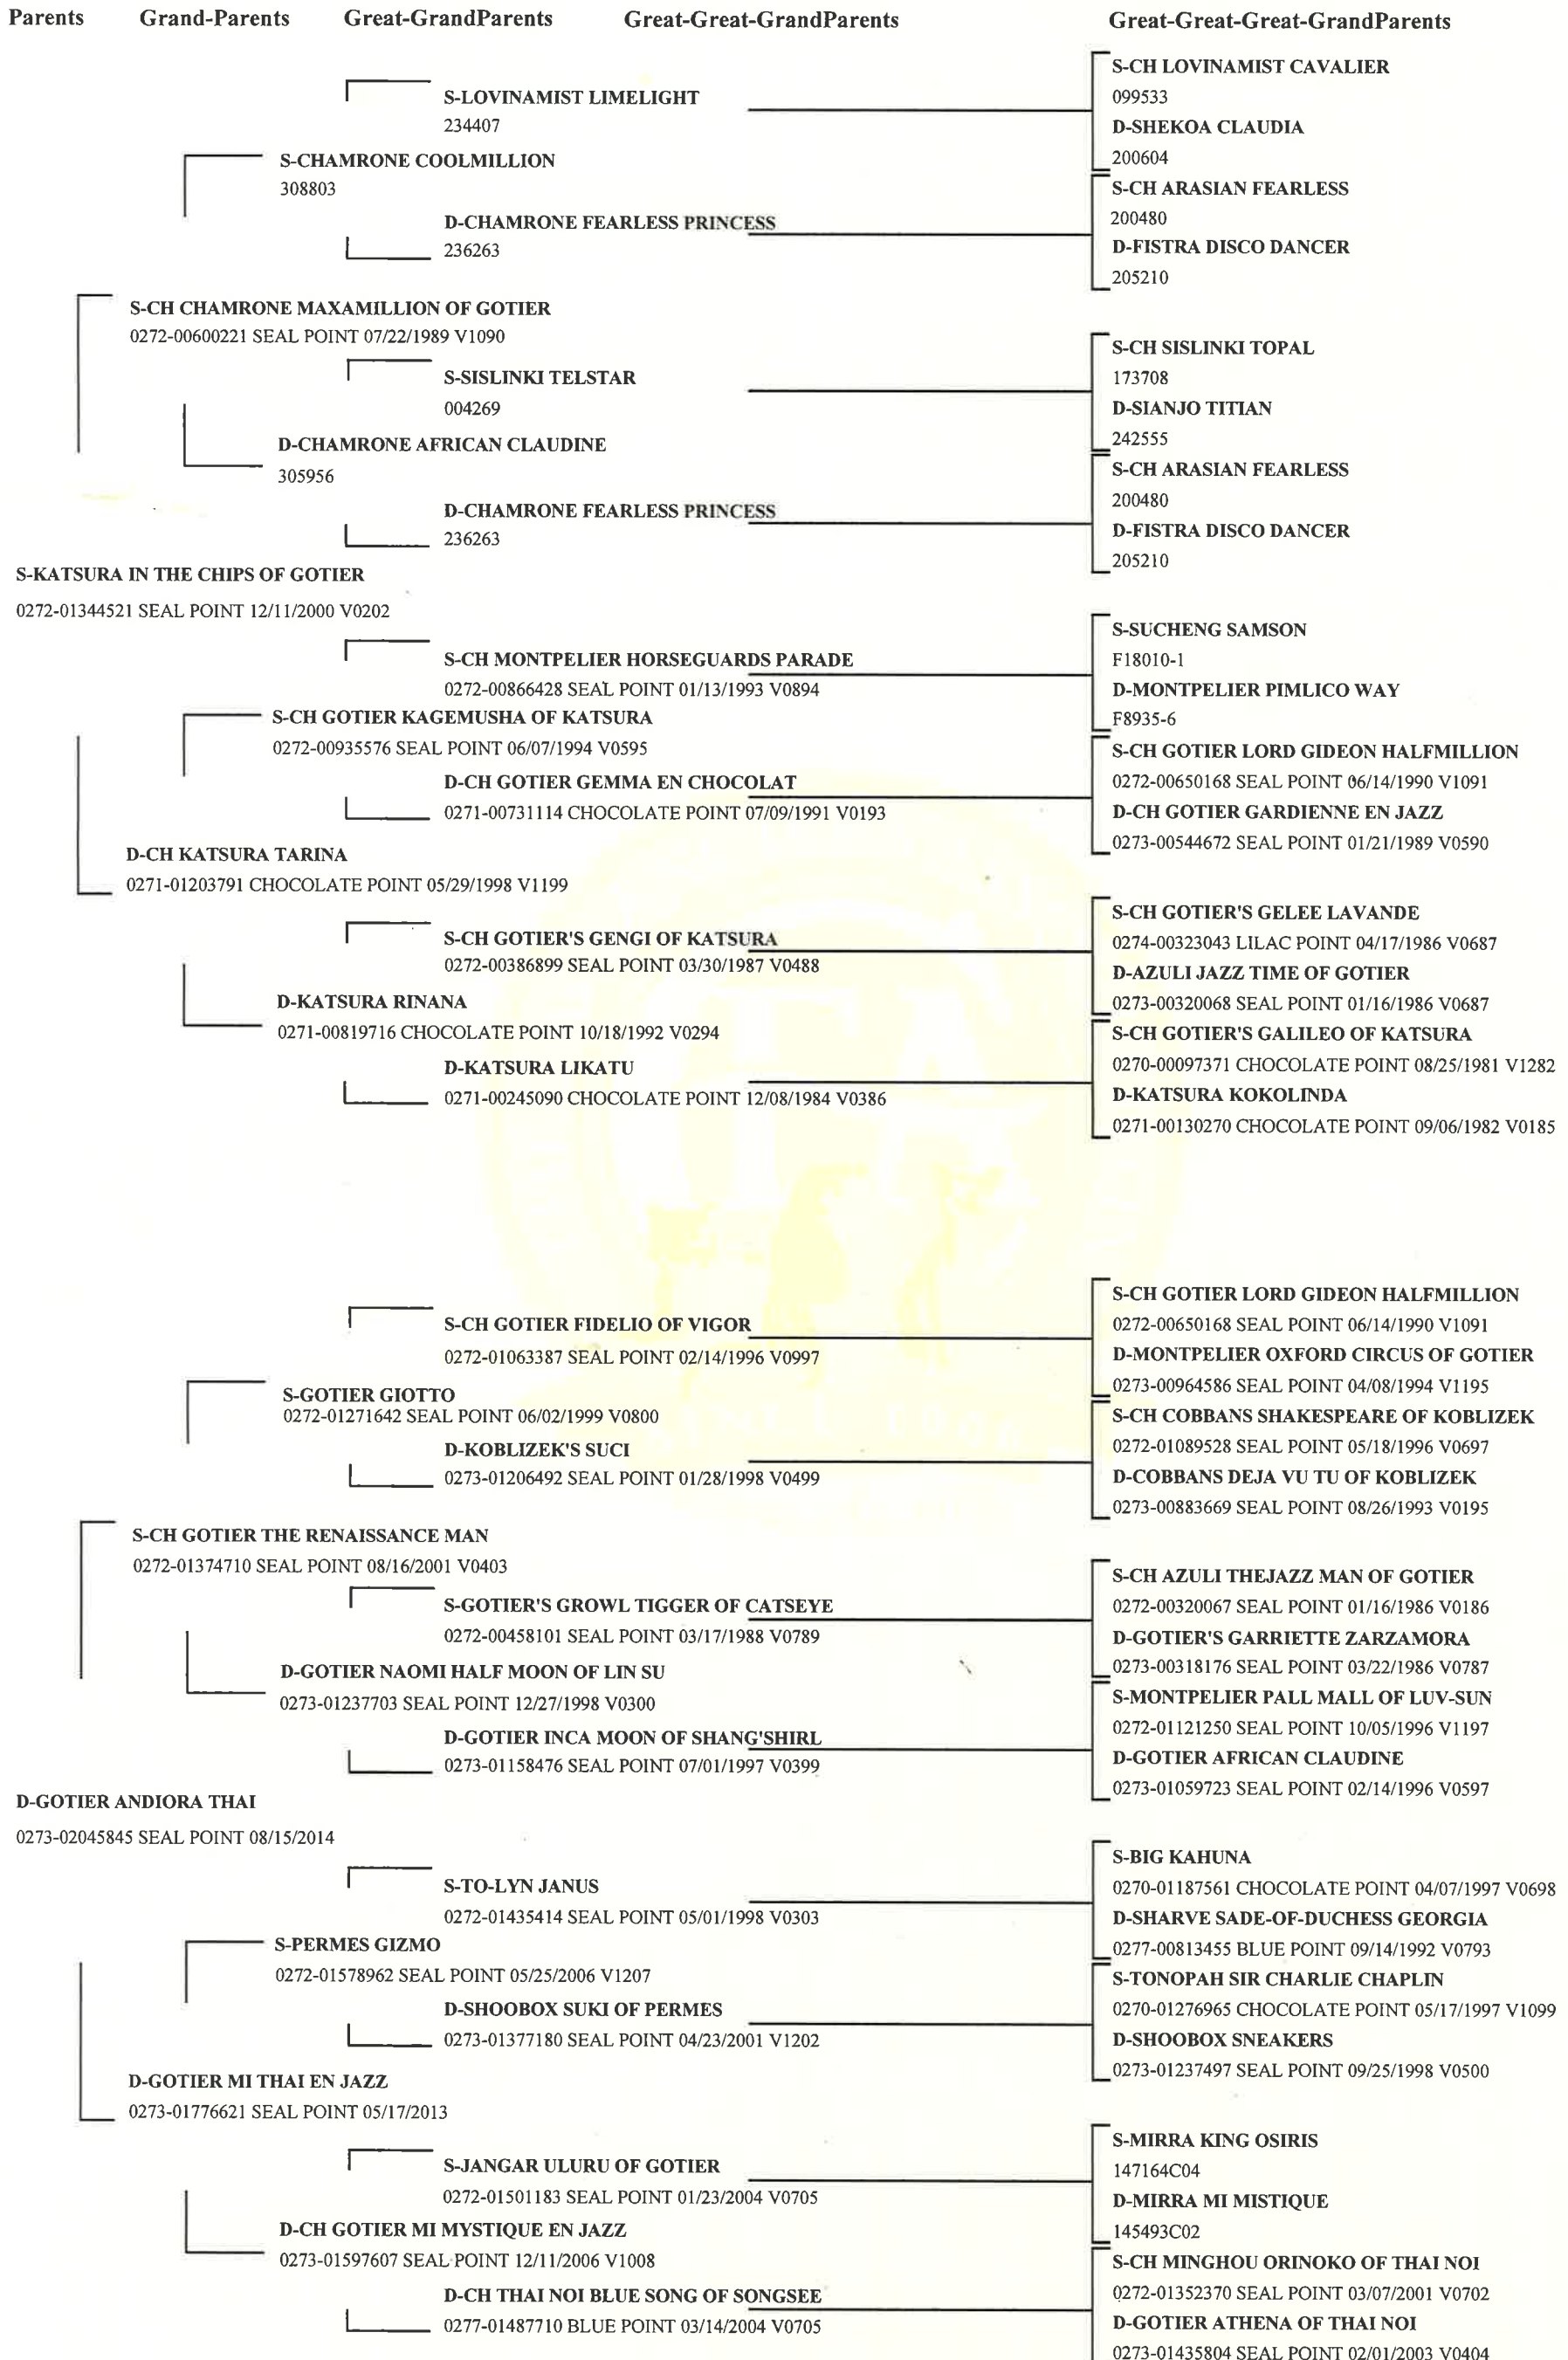 Parents Grand-Parents Great-GrandParents Great-Great-GrandParents Great-Great-Great-GrandParents
S-CH LOVINAMIST CAVALIER
099533
S-LOVINAMIST LIMELIGHT
234407
D-SHEKOA CLAUDIA
200604
S-CHAMRONE COOLMILLION
308803
S-CH ARASIAN FEARLESS
200480
D-CHAMRONE FEARLESS PRINCESS
236263
D-FISTRA DISCO DANCER
205210
S-CH CHAMRONE MAXAMILLION OF GOTIER
0272-00600221 SEAL POINT 07/22/1989 V1090
S-CH SISLINKI TOPAL
173708
S-SISLINKI TELSTAR
004269
D-SIANJO TITIAN
242555
D-CHAMRONE AFRICAN CLAUDINE
305956
S-CH ARASIAN FEARLESS
200480
D-CHAMRONE FEARLESS PRINCESS
236263
D-FISTRA DISCO DANCER
205210
S-KATSURA IN THE CHIPS OF GOTIER
0272-01344521 SEAL POINT 12/11/2000 V0202
S-SUCHENG SAMSON
F18010-1
S-CH MONTPELIER HORSEGUARDS PARADE
0272-00866428 SEAL POINT 01/13/1993 V0894
D-MONTPELIER PIMLICO WAY
F8935-6
S-CH GOTIER KAGEMUSHA OF KATSURA
0272-00935576 SEAL POINT 06/07/1994 V0595
S-CH GOTIER LORD GIDEON HALFMILLION
0272-00650168 SEAL POINT 06/14/1990 V1091
D-CH GOTIER GEMMA EN CHOCOLAT
0271-00731114 CHOCOLATE POINT 07/09/1991 V0193
D-CH GOTIER GARDIENNE EN JAZZ
0273-00544672 SEAL POINT 01/21/1989 V0590
D-CH KATSURA TARINA
0271-01203791 CHOCOLATE POINT 05/29/1998 V1199
S-CH GOTIER'S GELEE LAVANDE
0274-00323043 LILAC POINT 04/17/1986 V0687
S-CH GOTIER'S GENGI OF KATSURA
0272-00386899 SEAL POINT 03/30/1987 V0488
D-AZULI JAZZ TIME OF GOTIER
0273-00320068 SEAL POINT 01/16/1986 V0687
D-KATSURA RINANA
0271-00819716 CHOCOLATE POINT 10/18/1992 V0294
S-CH GOTIER'S GALILEO OF KATSURA
0270-00097371 CHOCOLATE POINT 08/25/1981 V1282
D-KATSURA LIKATU
0271-00245090 CHOCOLATE POINT 12/08/1984 V0386
D-KATSURA KOKOLINDA
0271-00130270 CHOCOLATE POINT 09/06/1982 V0185
S-CH GOTIER LORD GIDEON HALFMILLION
0272-00650168 SEAL POINT 06/14/1990 V1091
S-CH GOTIER FIDELIO OF VIGOR
0272-01063387 SEAL POINT 02/14/1996 V0997
D-MONTPELIER OXFORD CIRCUS OF GOTIER
0273-00964586 SEAL POINT 04/08/1994 V1195
S-GOTIER GIOTTO
0272-01271642 SEAL POINT 06/02/1999 V0800
S-CH COBBANS SHAKESPEARE OF KOBLIZEK
0272-01089528 SEAL POINT 05/18/1996 V0697
D-KOBLIZEK'S SUCI
0273-01206492 SEAL POINT 01/28/1998 V0499
D-COBBANS DEJA VU TU OF KOBLIZEK
0273-00883669 SEAL POINT 08/26/1993 V0195
S-CH GOTIER THE RENAISSANCE MAN
0272-01374710 SEAL POINT 08/16/2001 V0403
S-CH AZULI THEJAZZ MAN OF GOTIER
0272-00320067 SEAL POINT 01/16/1986 V0186
S-GOTIER'S GROWL TIGGER OF CATSEYE
0272-00458101 SEAL POINT 03/17/1988 V0789
D-GOTIER'S GARRIETTE ZARZAMORA
0273-00318176 SEAL POINT 03/22/1986 V0787
D-GOTIER NAOMI HALF MOON OF LIN SU
0273-01237703 SEAL POINT 12/27/1998 V0300
S-MONTPELIER PALL MALL OF LUV-SUN
0272-01121250 SEAL POINT 10/05/1996 V1197
D-GOTIER INCA MOON OF SHANG'SHIRL
0273-01158476 SEAL POINT 07/01/1997 V0399
D-GOTIER AFRICAN CLAUDINE
0273-01059723 SEAL POINT 02/14/1996 V0597
D-GOTIER ANDIORA THAI
0273-02045845 SEAL POINT 08/15/2014
S-BIG KAHUNA
0270-01187561 CHOCOLATE POINT 04/07/1997 V0698
S-TO-LYN JANUS
0272-01435414 SEAL POINT 05/01/1998 V0303
D-SHARVE SADE-OF-DUCHESS GEORGIA
0277-00813455 BLUE POINT 09/14/1992 V0793
S-PERMES GIZMO
0272-01578962 SEAL POINT 05/25/2006 V1207
S-TONOPAH SIR CHARLIE CHAPLIN
0270-01276965 CHOCOLATE POINT 05/17/1997 V1099
D-SHOOBOX SUKI OF PERMES
0273-01377180 SEAL POINT 04/23/2001 V1202
D-SHOOBOX SNEAKERS
0273-01237497 SEAL POINT 09/25/1998 V0500
D-GOTIER MI THAI EN JAZZ
0273-01776621 SEAL POINT 05/17/2013
S-MIRRA KING OSIRIS
147164C04
S-JANGAR ULURU OF GOTIER
0272-01501183 SEAL POINT 01/23/2004 V0705
D-MIRRA MI MISTIQUE
145493C02
D-CH GOTIER MI MYSTIQUE EN JAZZ
0273-01597607 SEAL POINT 12/11/2006 V1008
S-CH MINGHOU ORINOKO OF THAI NOI
0272-01352370 SEAL POINT 03/07/2001 V0702
D-CH THAI NOI BLUE SONG OF SONGSEE
0277-01487710 BLUE POINT 03/14/2004 V0705
D-GOTIER ATHENA OF THAI NOI
0273-01435804 SEAL POINT 02/01/2003 V0404